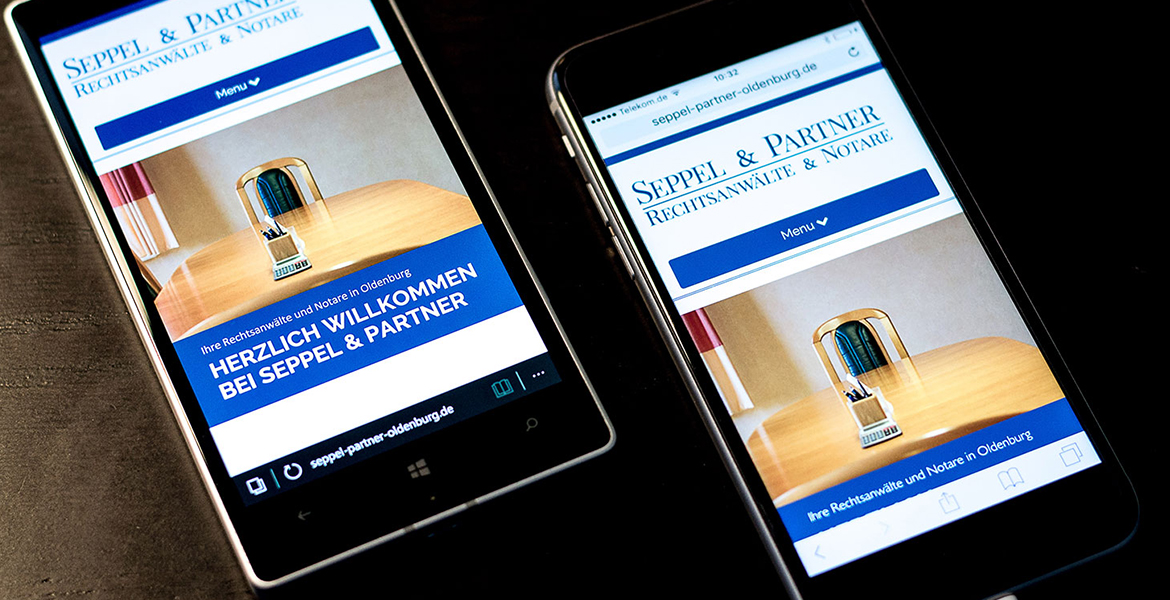 SEPPEL & PARTNER
RECHTSANWÄLTE & NOTARE
Menu
Ihre Rechtsanwälte und Notare in Oldenburg
HERZLICH WILLKOMMEN
BEI SEPPEL & PARTNER
seppel-partner-oldenburg.de
Telekom.de
10:32
seppel-partner-oldenburg.de
SEPPEL & PARTNER
RECHTSANWÄLTE & NOTARE
Menu
Ihre Rechtsanwälte und Notare in Oldenburg